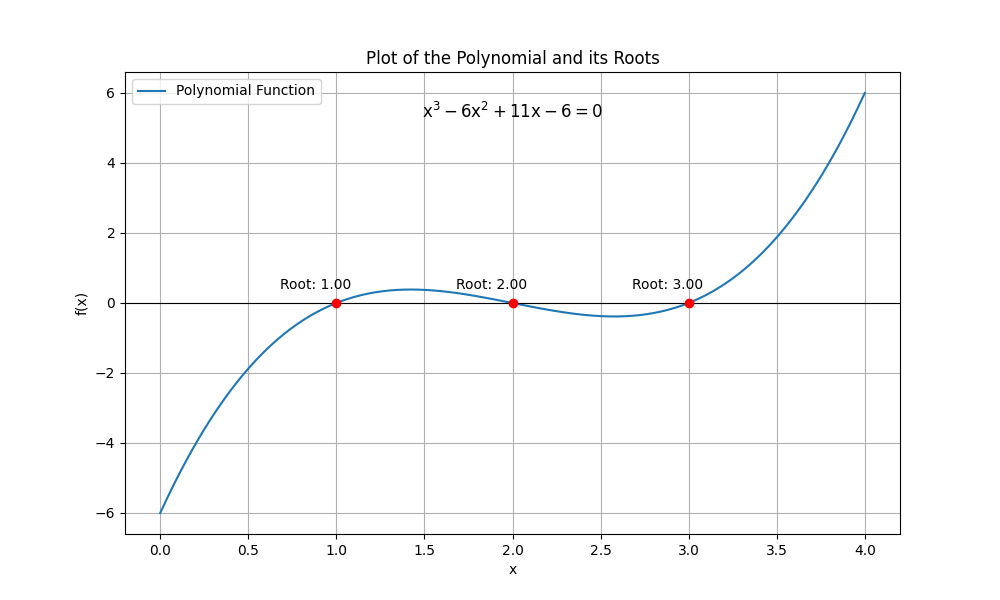 Plot of the Polynomial and its Roots
Polynomial Function
x³ − 6x² + 11x − 6 = 0
Root: 1.00
Root: 2.00
Root: 3.00
f(x)
6
4
2
0
−2
−4
−6
0.0 0.5 1.0 1.5 2.0 2.5 3.0 3.5 4.0
x